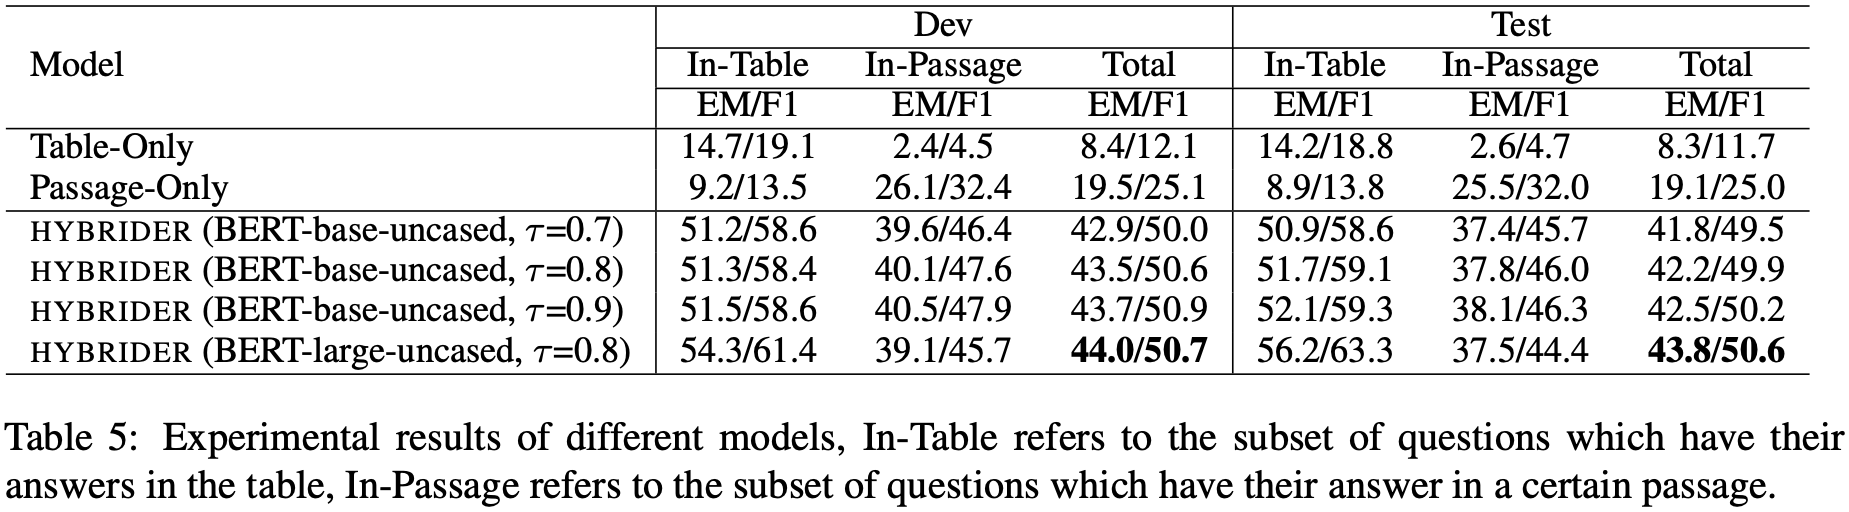 Dev Test
Model In-Table In-Passage Total In-Table In-Passage Total
EM/F1 EM/F1 EM/F1 EM/F1 EM/F1 EM/F1
Table-Only 14.7/19.1 2.4/4.5 8.4/12.1 14.2/18.8 2.6/4.7 8.3/11.7
Passage-Only 9.2/13.5 26.1/32.4 19.5/25.1 8.9/13.8 25.5/32.0 19.1/25.0
HYBRIDER (BERT-base-uncased, τ=0.7) 51.2/58.6 39.6/46.4 42.9/50.0 50.9/58.6 37.4/45.7 41.8/49.5
HYBRIDER (BERT-base-uncased, τ=0.8) 51.3/58.4 40.1/47.6 43.5/50.6 51.7/59.1 37.8/46.0 42.2/49.9
HYBRIDER (BERT-base-uncased, τ=0.9) 51.5/58.6 40.5/47.9 43.7/50.9 52.1/59.3 38.1/46.3 42.5/50.2
HYBRIDER (BERT-large-uncased, τ=0.8) 54.3/61.4 39.1/45.7 44.0/50.7 56.2/63.3 37.5/44.4 43.8/50.6
Table 5: Experimental results of different models, In-Table refers to the subset of questions which have their
answers in the table, In-Passage refers to the subset of questions which have their answer in a certain passage.